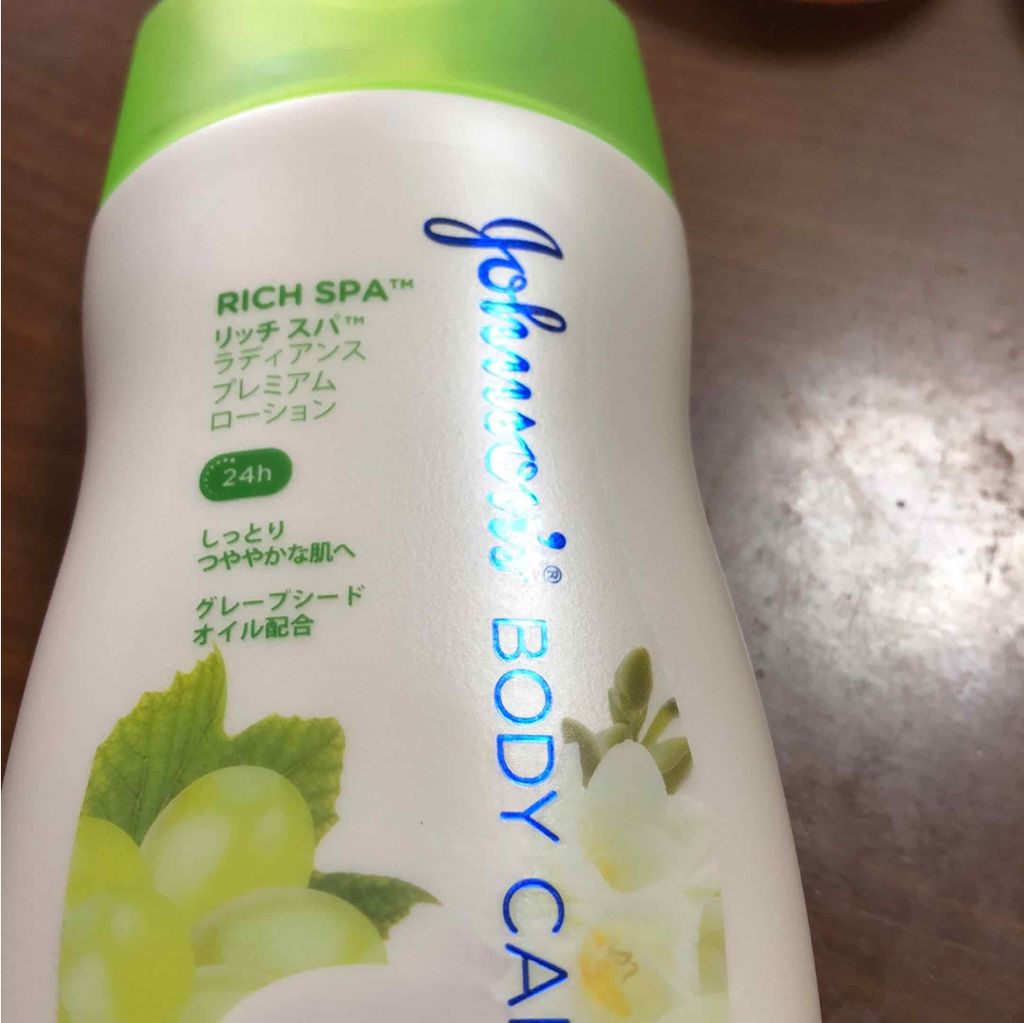 RICH SPA™
リッチ スパ™
ラディアンス
プレミアム
ローション
24h
しっとり
つややかな肌へ
グレープシード
オイル配合
Johnson's® BODY